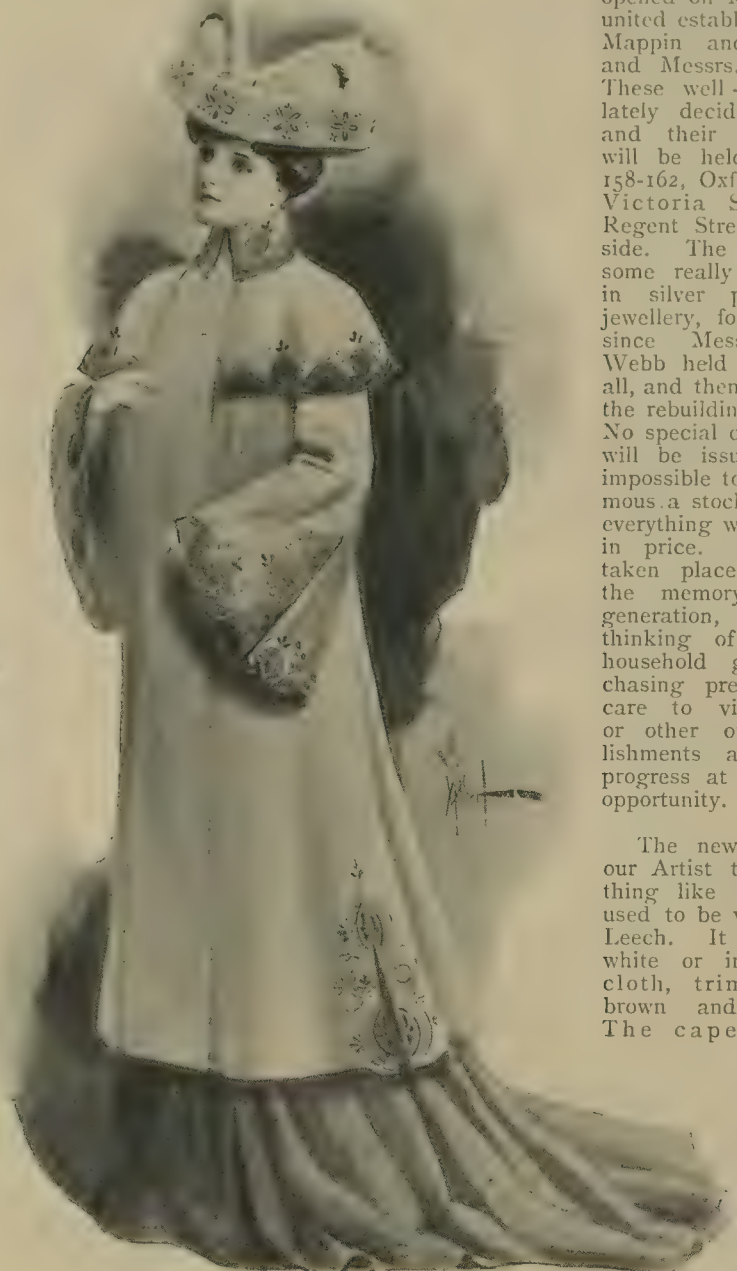 opened on
united establ
Mappin and
and Messrs.
These well-
lately decid
and their
will be held
158-162, Oxf
Victoria S
Regent Stre
side. The
some really
in silver p
jewellery, fo
since Mess
Webb held
all, and then
the rebuildin
No special c
will be issu
impossible to
mous a stock
everything w
in price.
taken place
the memory
generation,
thinking of
household g
chasing pre
care to vi
or other o
lishments a
progress at
opportunity.
The new
our Artist t
thing like
used to be v
Leech. It
white or in
cloth, trim
brown and
The cape